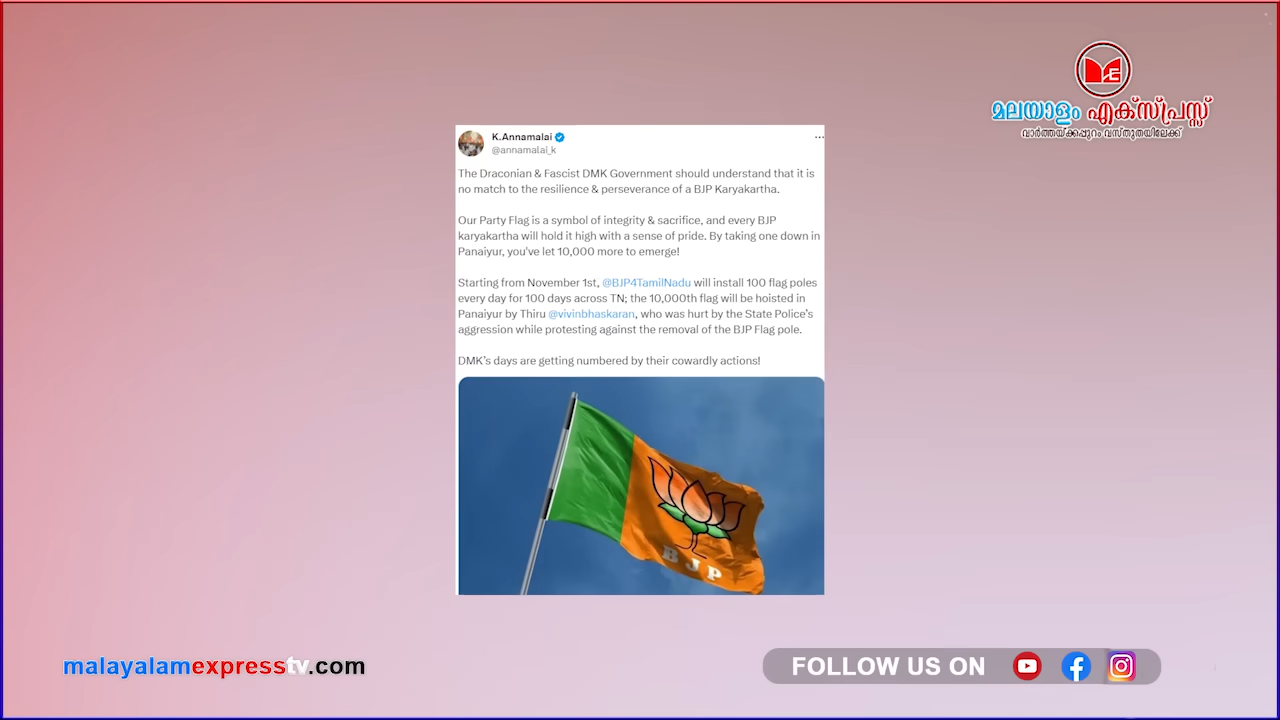 മലയാളം എക്സ്പ്രസ്സ്
വാർത്തയ്ക്കപ്പുറം വസ്തുതയിലേക്ക്
K.Annamalai
@annamalai_k
The Draconian & Fascist DMK Government should understand that it is
no match to the resilience & perseverance of a BJP Karyakartha.
Our Party Flag is a symbol of integrity & sacrifice, and every BJP
karyakartha will hold it high with a sense of pride. By taking one down in
Panaiyur, you've let 10,000 more to emerge!
Starting from November 1st, @BJP4TamilNadu will install 100 flag poles
every day for 100 days across TN; the 10,000th flag will be hoisted in
Panaiyur by Thiru @vivinbhaskaran, who was hurt by the State Police's
aggression while protesting against the removal of the BJP Flag pole.
DMK's days are getting numbered by their cowardly actions!
BJP
malayalamexpresstv.com
FOLLOW US ON